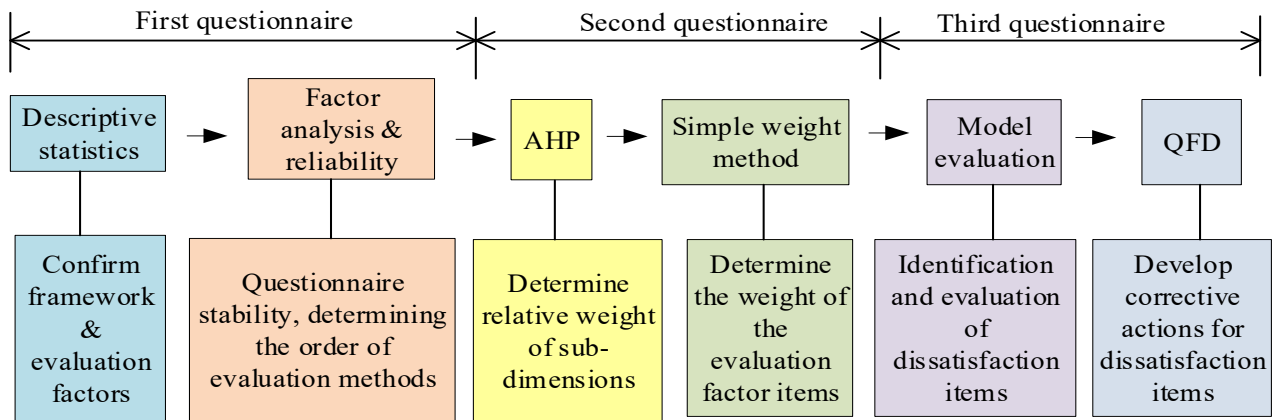 First questionnaire
Second questionnaire
Third questionnaire
Descriptive
statistics
Factor
analysis &
reliability
AHP
Simple weight
method
Model
evaluation
QFD
Confirm
framework
&
evaluation
factors
Questionnaire
stability, determining
the order of
evaluation methods
Determine
relative weight
of sub-
dimensions
Determine
the weight of
the
evaluation
factor items
Identification
and evaluation
of
dissatisfaction
items
Develop
corrective
actions for
dissatisfaction
items